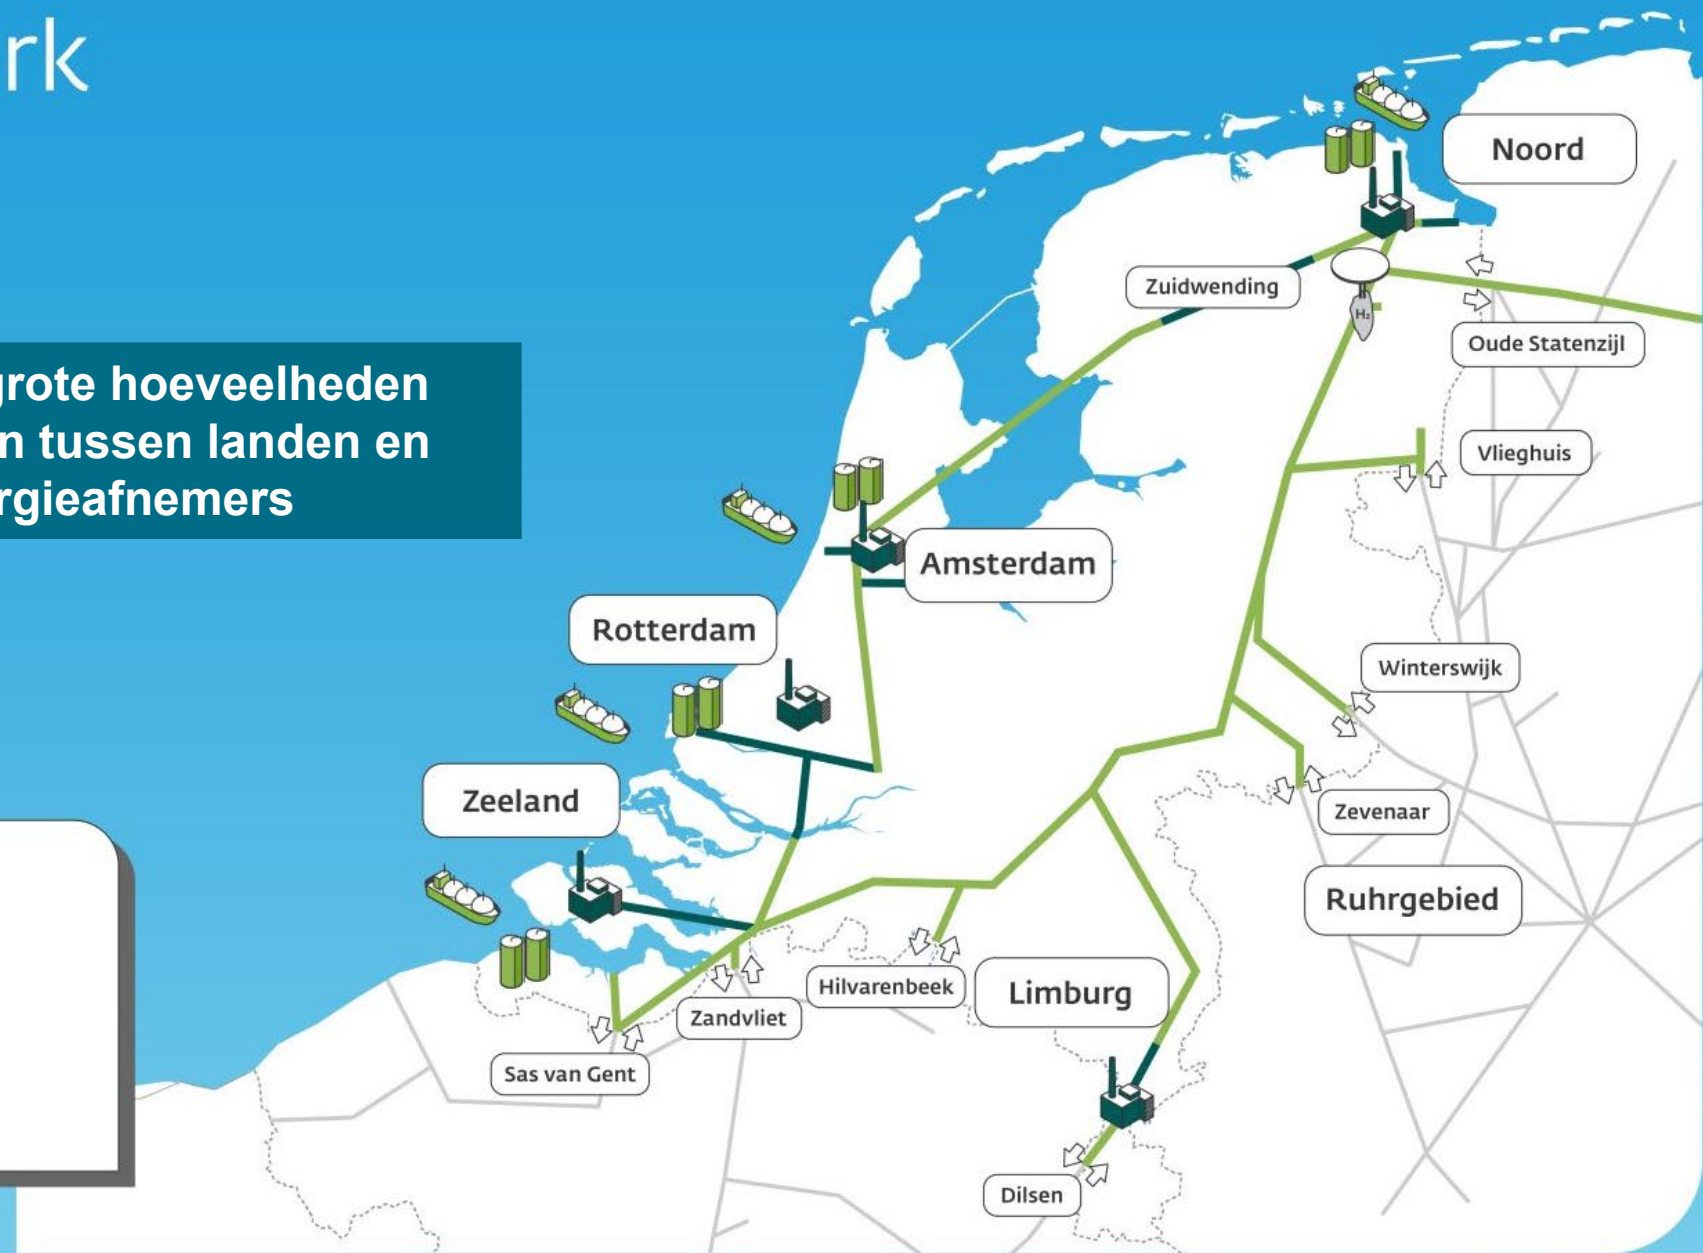 rk
Noord
Zuidwending
H₂
Oude Statenzijl
grote hoeveelheden
n tussen landen en
rgieafnemers
Vlieghuis
Amsterdam
Rotterdam
Winterswijk
Zeeland
Zevenaar
Ruhrgebied
Hilvarenbeek
Limburg
Zandvliet
Sas van Gent
Dilsen